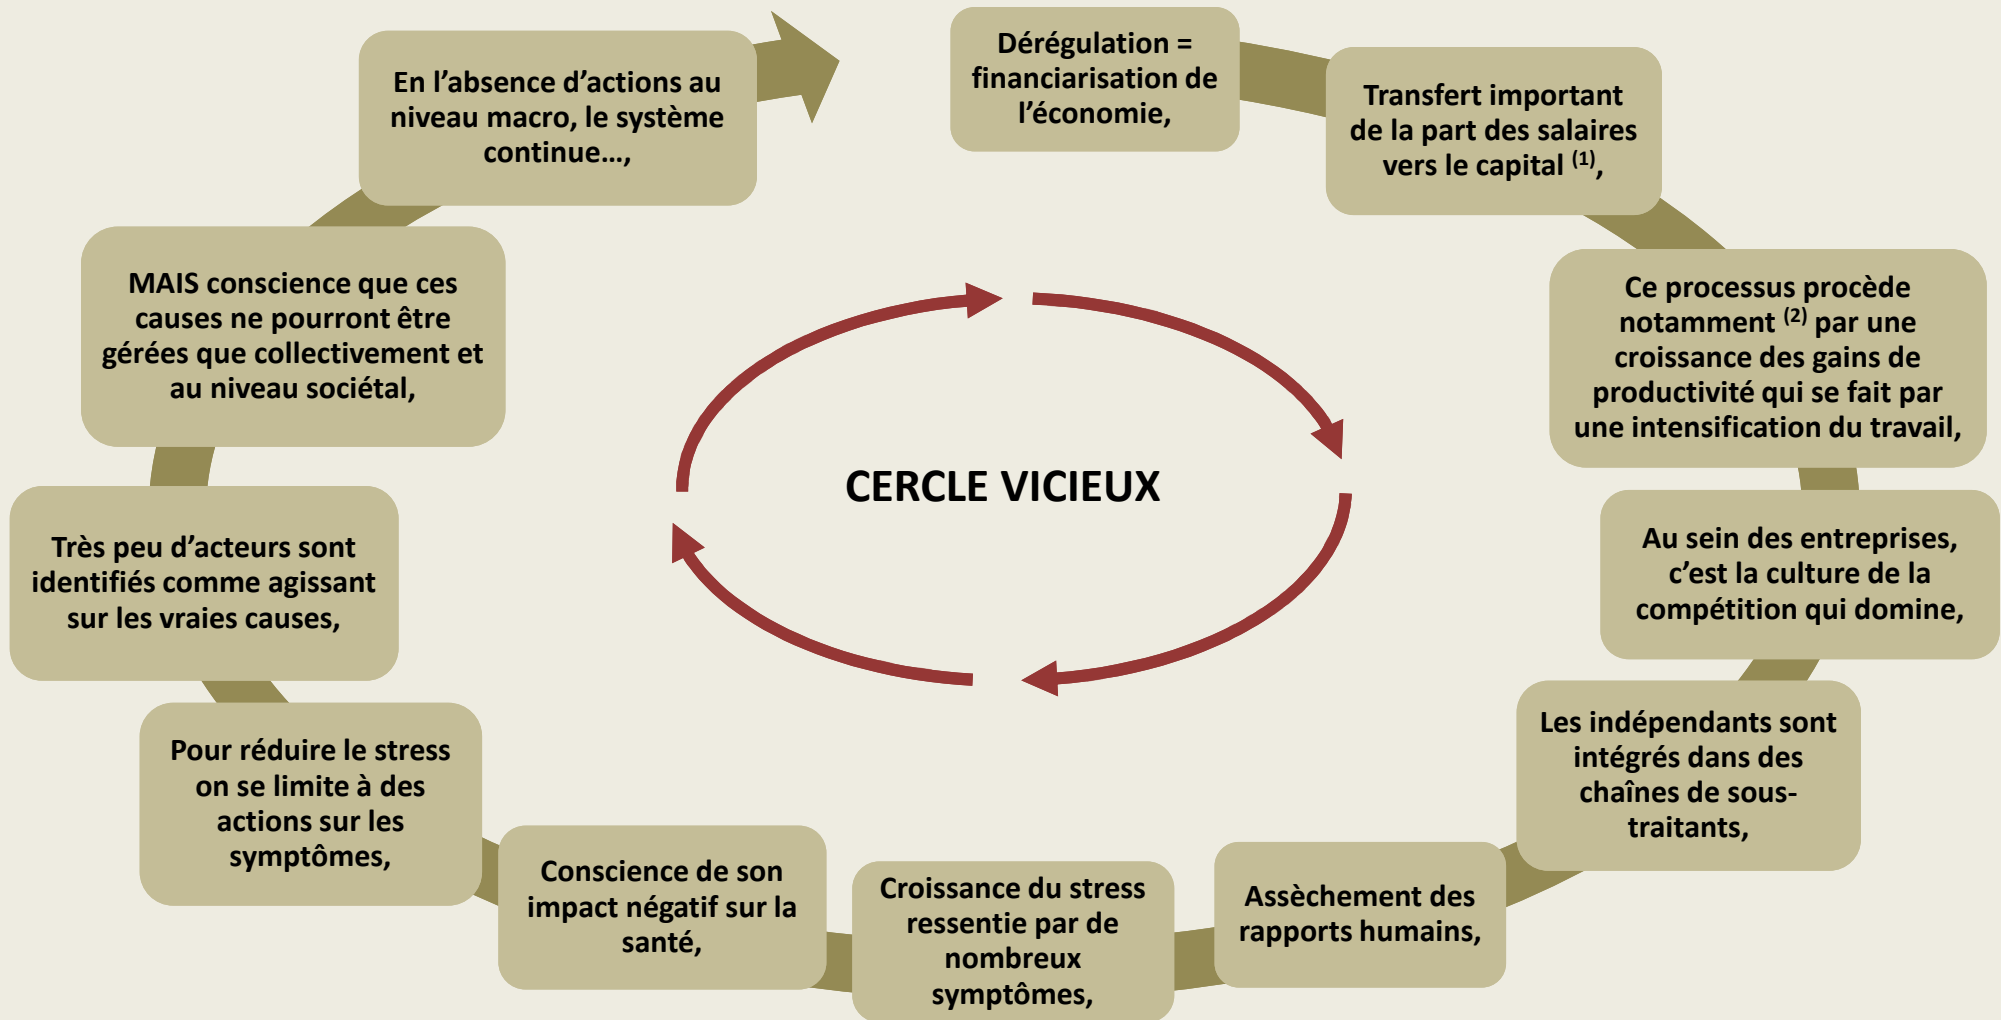 Dérégulation =
financiarisation de
l’économie,
Transfert important
de la part des salaires
vers le capital (1),
Ce processus procède
notamment (2) par une
croissance des gains de
productivité qui se fait par
une intensification du travail,
Au sein des entreprises,
c’est la culture de la
compétition qui domine,
Les indépendants sont
intégrés dans des
chaînes de sous-
traitants,
Assèchement des
rapports humains,
Croissance du stress
ressentie par de
nombreux
symptômes,
Conscience de son
impact négatif sur la
santé,
Pour réduire le stress
on se limite à des
actions sur les
symptômes,
Très peu d’acteurs sont
identifiés comme agissant
sur les vraies causes,
MAIS conscience que ces
causes ne pourront être
gérées que collectivement et
au niveau sociétal,
En l’absence d’actions au
niveau macro, le système
continue…,
CERCLE VICIEUX